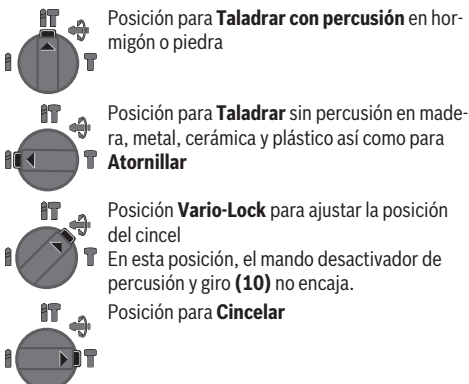 Posición para Taladrar con percusión en hor-
migón o piedra
Posición para Taladrar sin percusión en made-
ra, metal, cerámica y plástico así como para
Atornillar
Posición Vario-Lock para ajustar la posición
del cincel
En esta posición, el mando desactivador de
percusión y giro (10) no encaja.
Posición para Cincelar